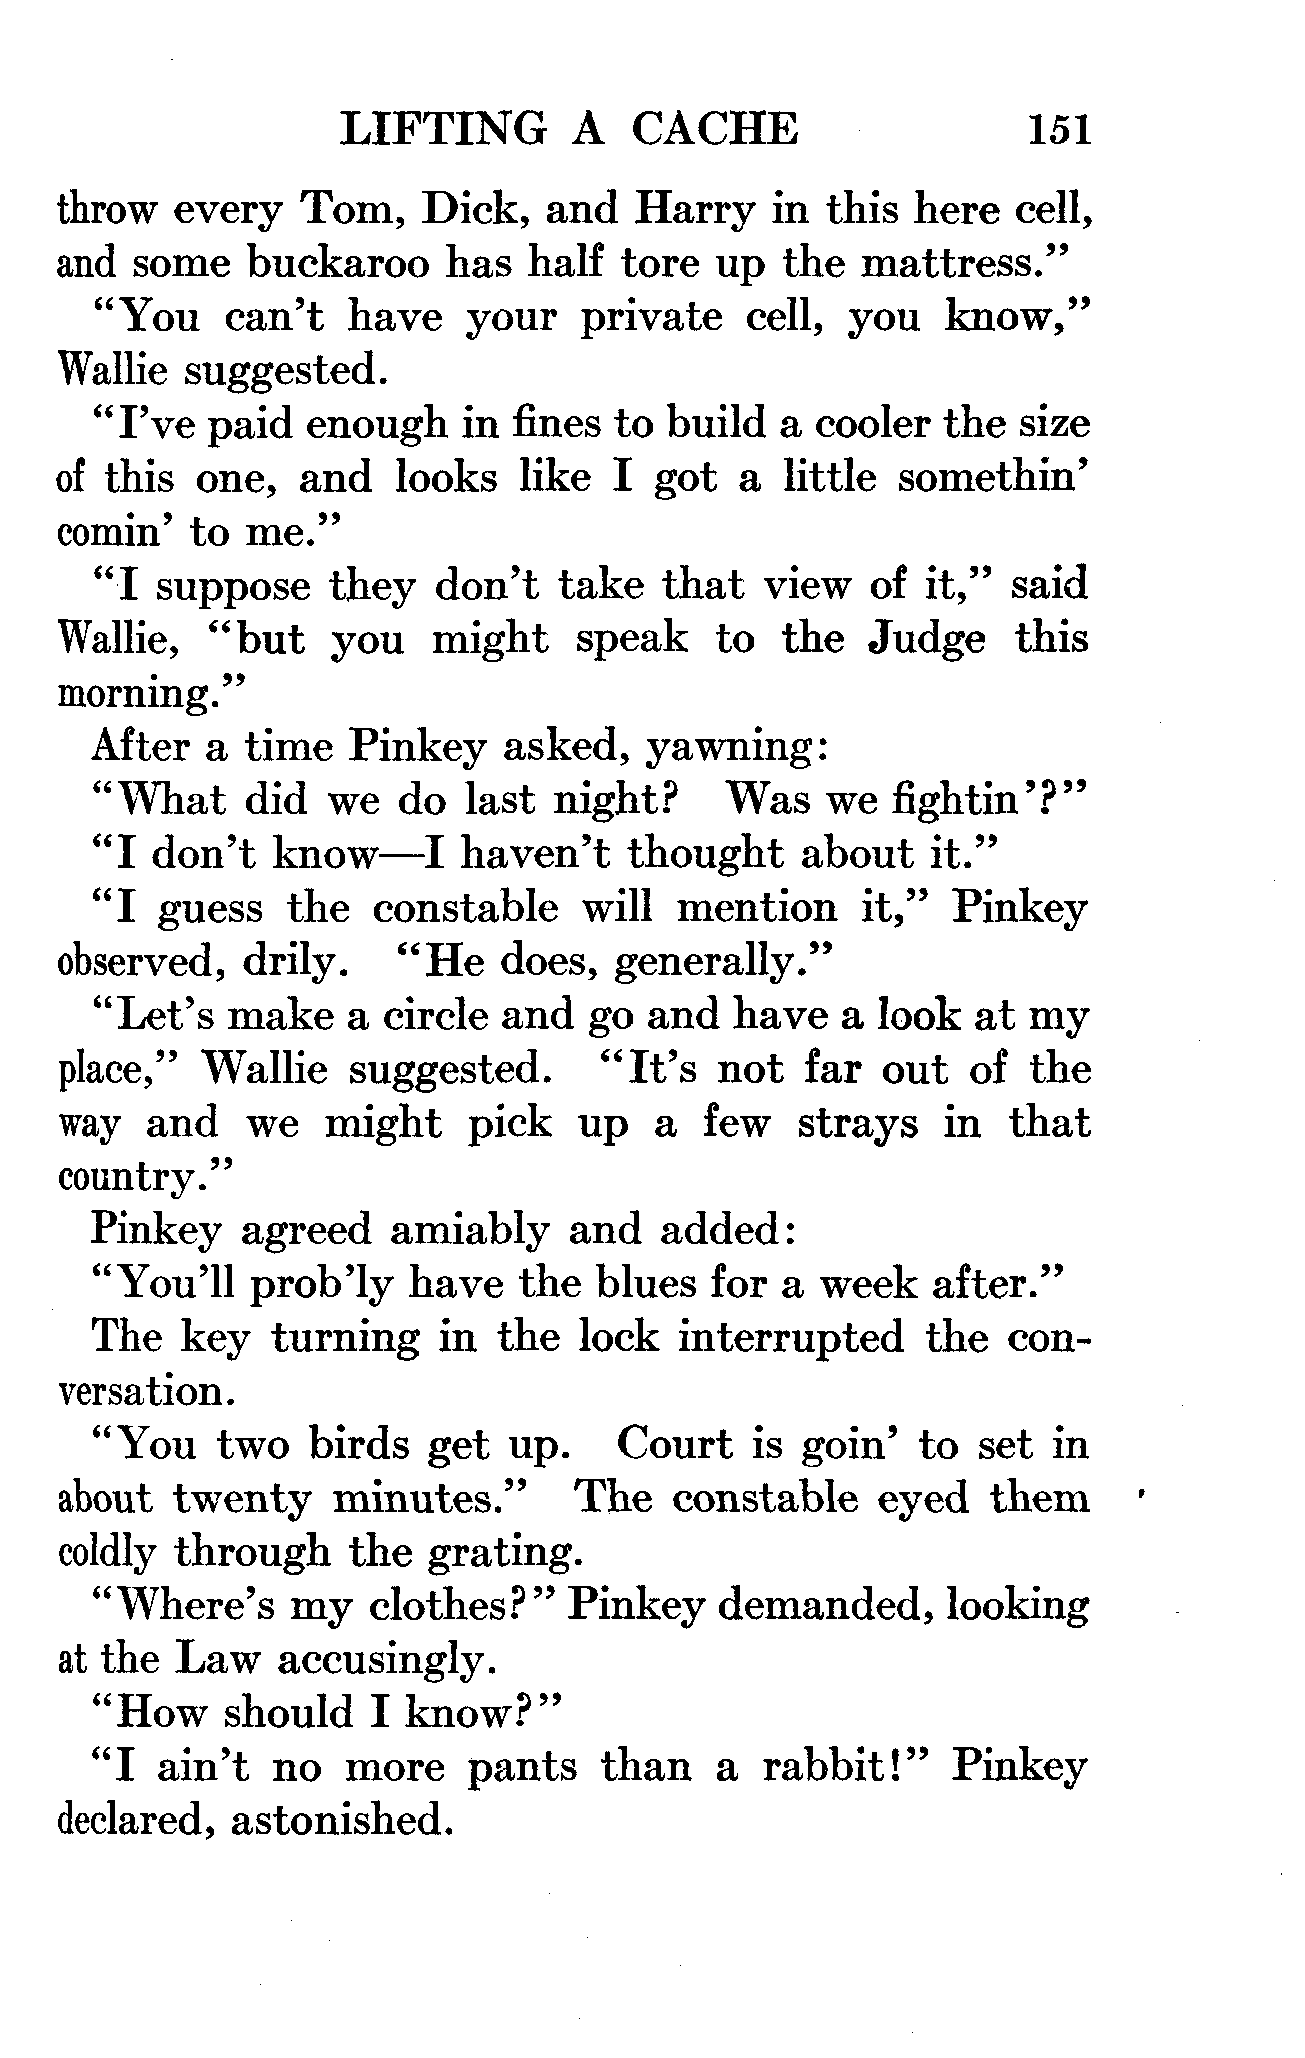 LIFTING A CACHE 151
throw every Tom, Dick, and Harry in this here cell,
and some buckaroo has half tore up the mattress.”
“You can’t have your private cell, you know,”
Wallie suggested.
“I’ve paid enough in fines to build a cooler the size
of this one, and looks like I got a little somethin’
comin’ to me.”
“I suppose they don’t take that view of it,” said
Wallie, “but you might speak to the Judge this
morning.”
After a time Pinkey asked, yawning:
“What did we do last night? Was we fightin’?”
“I don’t know—I haven’t thought about it.”
“I guess the constable will mention it,” Pinkey
observed, drily. “He does, generally.”
“Let’s make a circle and go and have a look at my
place,” Wallie suggested. “It’s not far out of the
way and we might pick up a few strays in that
country.”
Pinkey agreed amiably and added:
“You’ll prob’ly have the blues for a week after.”
The key turning in the lock interrupted the con-
versation.
“You two birds get up. Court is goin’ to set in
about twenty minutes.” The constable eyed them
coldly through the grating.
“Where’s my clothes?” Pinkey demanded, looking
at the Law accusingly.
“How should I know?”
“I ain’t no more pants than a rabbit!” Pinkey
declared, astonished.